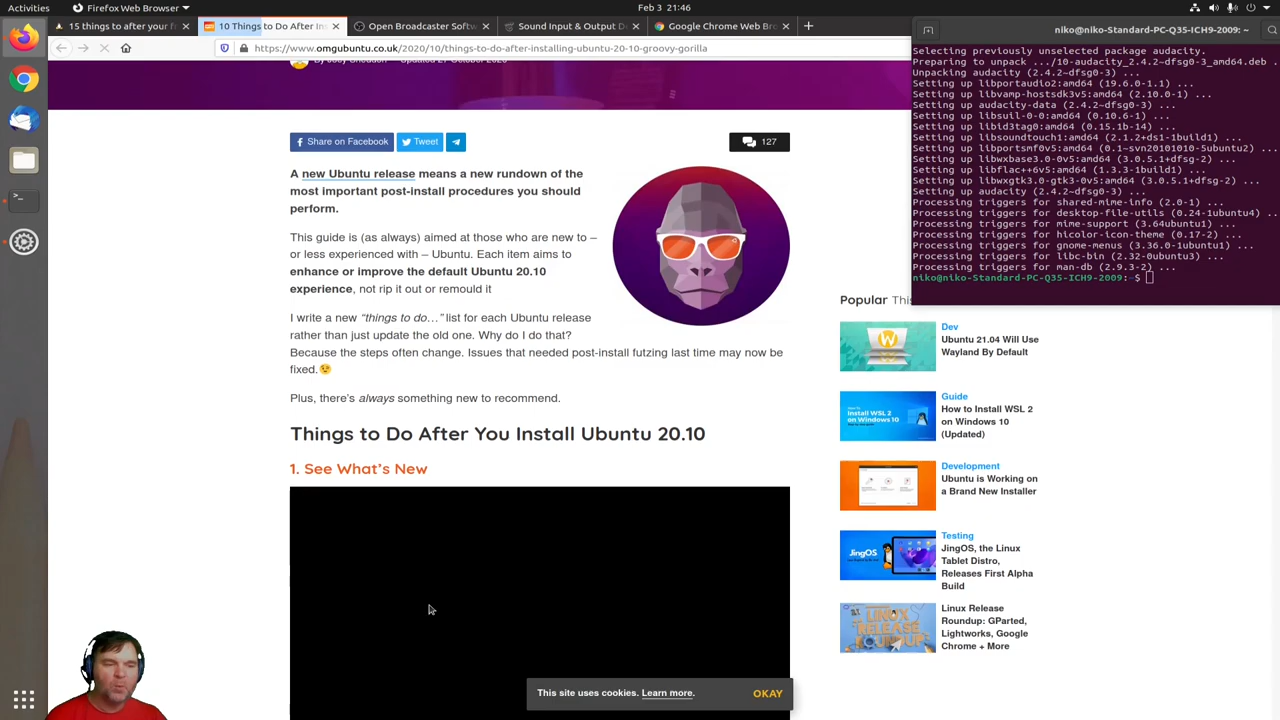 Activities
Firefox Web Browser
Feb 3 21:46
15 things to after your f
10 Things to Do After In
Open Broadcaster Softw
Sound Input & Output D
Google Chrome Web Bro
https://www.omgubuntu.co.uk/2020/10/things-to-do-after-installing-ubuntu-20-10-groovy-gorilla
Share on Facebook
Tweet
127
A new Ubuntu release means a new rundown of the
most important post-install procedures you should
perform.
This guide is (as always) aimed at those who are new to –
or less experienced with – Ubuntu. Each item aims to
enhance or improve the default Ubuntu 20.10
experience, not rip it out or remould it
I write a new “things to do…” list for each Ubuntu release
rather than just update the old one. Why do I do that?
Because the steps often change. Issues that needed post-install futzing last time may now be
fixed.
Plus, there’s always something new to recommend.
Things to Do After You Install Ubuntu 20.10
1. See What’s New
This site uses cookies. Learn more.
OKAY
Popular This
Dev
Ubuntu 21.04 Will Use
Wayland By Default
Guide
How to Install WSL 2
on Windows 10
(Updated)
Development
Ubuntu is Working on
a Brand New Installer
Testing
JingOS, the Linux
Tablet Distro,
Releases First Alpha
Build
Linux Release
Roundup: GParted,
Lightworks, Google
Chrome + More
niko@niko-Standard-PC-Q35-ICH9-2009: ~
Selecting previously unselected package audacity.
Preparing to unpack .../10-audacity_2.4.2~dfsg0-3_amd64.deb ...
Unpacking audacity (2.4.2~dfsg0-3) ...
Setting up libportaudio2:amd64 (19.6.0-1.1) ...
Setting up libvamp-hostsdk3v5:amd64 (2.10.0-1) ...
Setting up audacity-data (2.4.2~dfsg0-3) ...
Setting up libsuil-0-0:amd64 (0.10.6-1) ...
Setting up libid3tag0:amd64 (0.15.1b-14) ...
Setting up libsoundtouch1:amd64 (2.1.2+ds1-1build1) ...
Setting up libportsmf0v5:amd64 (0.1~svn20101010-5ubuntu2) ...
Setting up libwxbase3.0-0v5:amd64 (3.0.5.1+dfsg-2) ...
Setting up libflac++6v5:amd64 (1.3.3-1build1) ...
Setting up libwxgtk3.0-gtk3-0v5:amd64 (3.0.5.1+dfsg-2) ...
Setting up audacity (2.4.2~dfsg0-3) ...
Processing triggers for shared-mime-info (2.0-1) ...
Processing triggers for desktop-file-utils (0.24-1ubuntu4) ...
Processing triggers for mime-support (3.64ubuntu1) ...
Processing triggers for hicolor-icon-theme (0.17-2) ...
Processing triggers for gnome-menus (3.36.0-1ubuntu1) ...
Processing triggers for libc-bin (2.32-0ubuntu3) ...
Processing triggers for man-db (2.9.3-2) ...
niko@niko-Standard-PC-Q35-ICH9-2009:~$